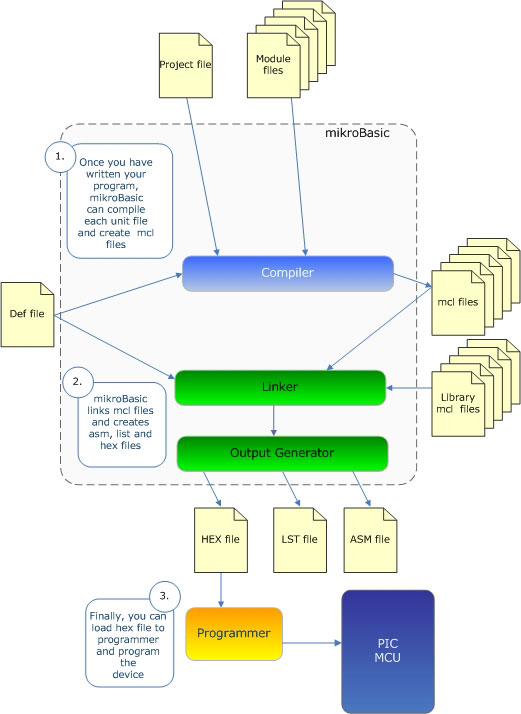 Project file
Module
files
mikroBasic
1.
Once you have
written your
program,
mikroBasic
can compile
each unit file
and create mcl
files
Compiler
Def file
mcl files
2.
mikroBasic
links mcl files
and creates
asm, list and
hex files
Linker
Library
mcl files
Output Generator
HEX file
LST file
ASM file
3.
Finally, you can
load hex file to
programmer
and program
the
device
Programmer
PIC
MCU